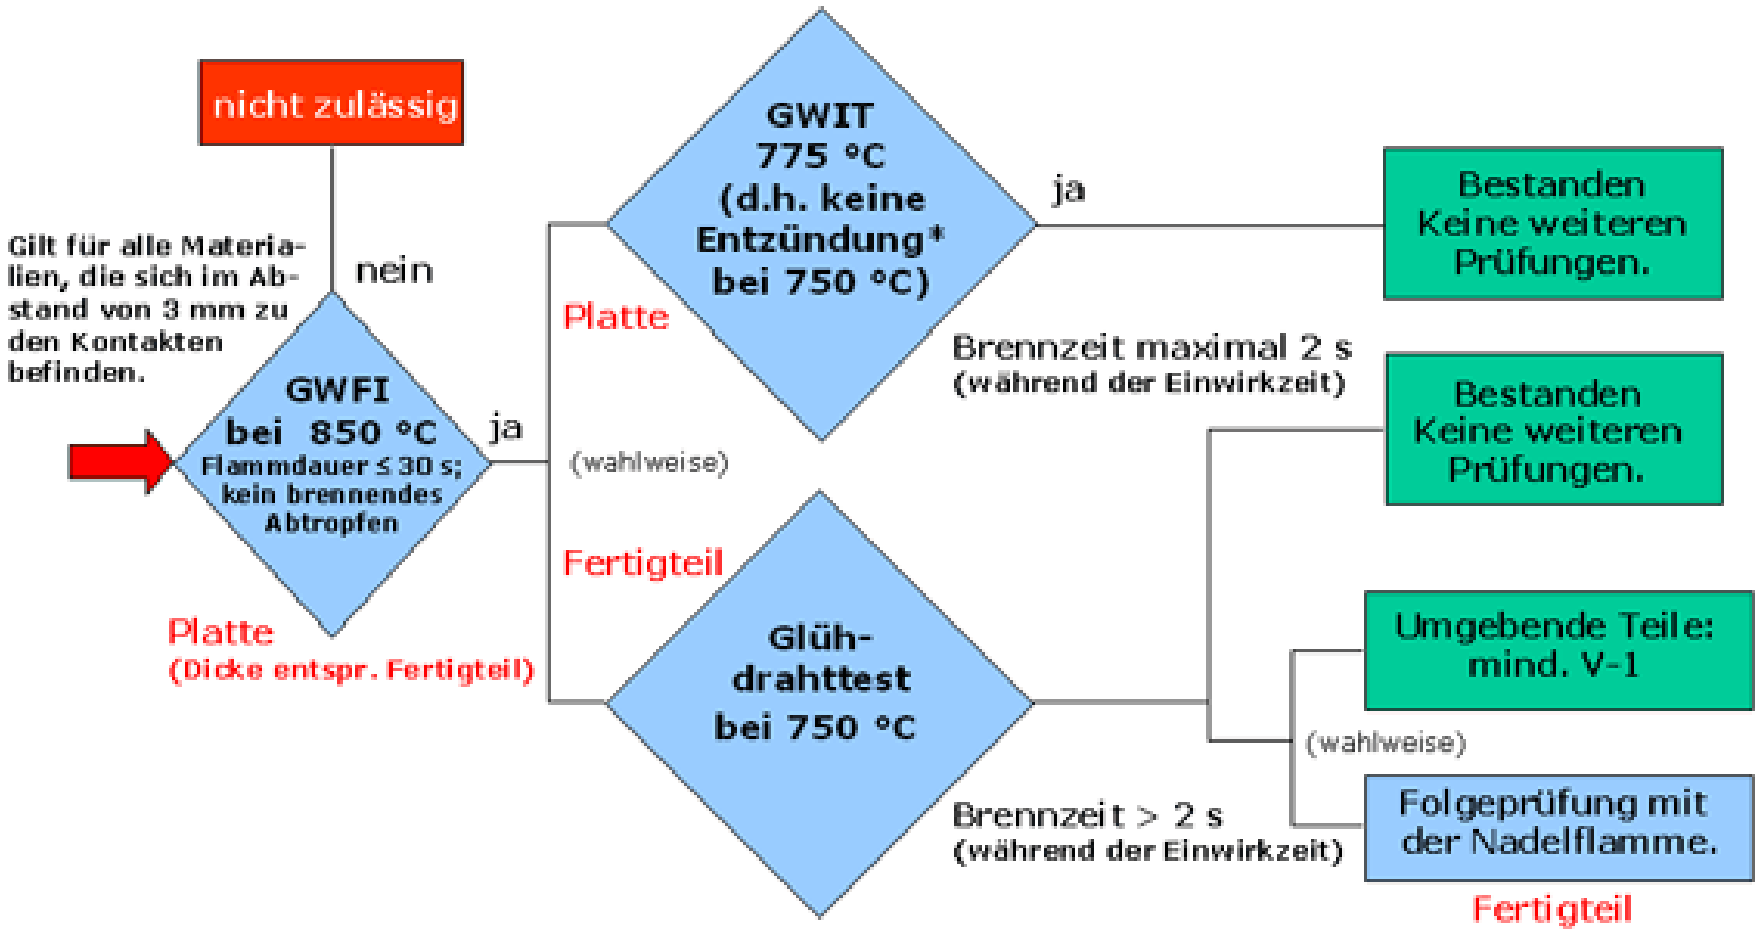 nicht zulässig
Gilt für alle Materia-
lien, die sich im Ab-
stand von 3 mm zu
den Kontakten
befinden.
nein
GWFI
bei 850 °C
Flammdauer ≤ 30 s;
kein brennendes
Abtropfen
ja
Platte
(Dicke entspr. Fertigteil)
GWIT
775 °C
(d.h. keine
Entzündung*
bei 750 °C)
Platte
ja
Bestanden
Keine weiteren
Prüfungen.
(wahlweise)
Fertigteil
Glüh-
drahttest
bei 750 °C
Brennzeit maximal 2 s
(während der Einwirkzeit)
Bestanden
Keine weiteren
Prüfungen.
Brennzeit > 2 s
(während der Einwirkzeit)
Umgebende Teile:
mind. V-1
(wahlweise)
Folgeprüfung mit
der Nadelflamme.
Fertigteil